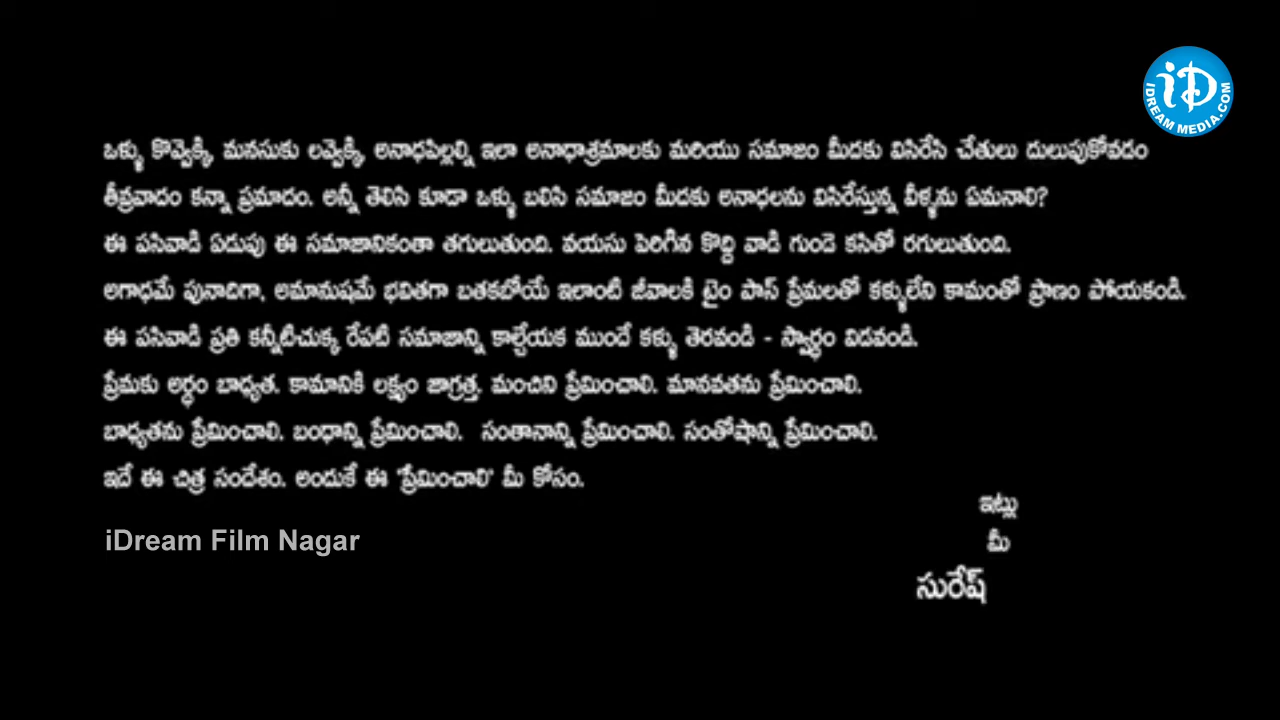 iD
IDREAM MEDIA.COM
ఒళ్ళు కొవ్వెక్కి, మనసుకు లవ్వెక్కి, అనాధపిల్లల్ని ఇలా అనాధాశ్రమాలకు మరియు సమాజం మీదకు విసిరేసి చేతులు దులుపుకోవడం
తీవ్రవాదం కన్నా ప్రమాదం. అన్నీ తెలిసి కూడా ఒళ్ళు బలిసి సమాజం మీదకు అనాధలను విసిరేస్తున్న వీళ్ళను ఏమనాలి?
ఈ పసివాడి ఏడుపు ఈ సమాజానికంతా తగులుతుంది. వయసు పెరిగీన కొద్ది వాడి గుండె కసితో రగులుతుంది.
అగాధమే పునాదిగా, అమానుషమే భవితగా బతకబోయే ఇలాంటి జీవాలకి టైం పాస్ ప్రేమలతో కళ్ళులేని కామంతో ప్రాణం పోయకండి.
ఈ పసివాడి ప్రతి కన్నీటిచుక్క రేపటి సమాజాన్ని కాల్చేయక ముందే కళ్ళు తెరవండి - స్వార్థం విడవండి.
ప్రేమకు అర్థం బాధ్యత. కామానికి లక్ష్యం జాగ్రత్త. మంచిని ప్రేమించాలి. మానవతను ప్రేమించాలి.
బాధ్యతను ప్రేమించాలి. బంధాన్ని ప్రేమించాలి. సంతానాన్ని ప్రేమించాలి. సంతోషాన్ని ప్రేమించాలి.
ఇదే ఈ చిత్ర సందేశం. అందుకే ఈ "ప్రేమించాలి" మీ కోసం.
ఇట్లు
మీ
సురేష్
iDream Film Nagar